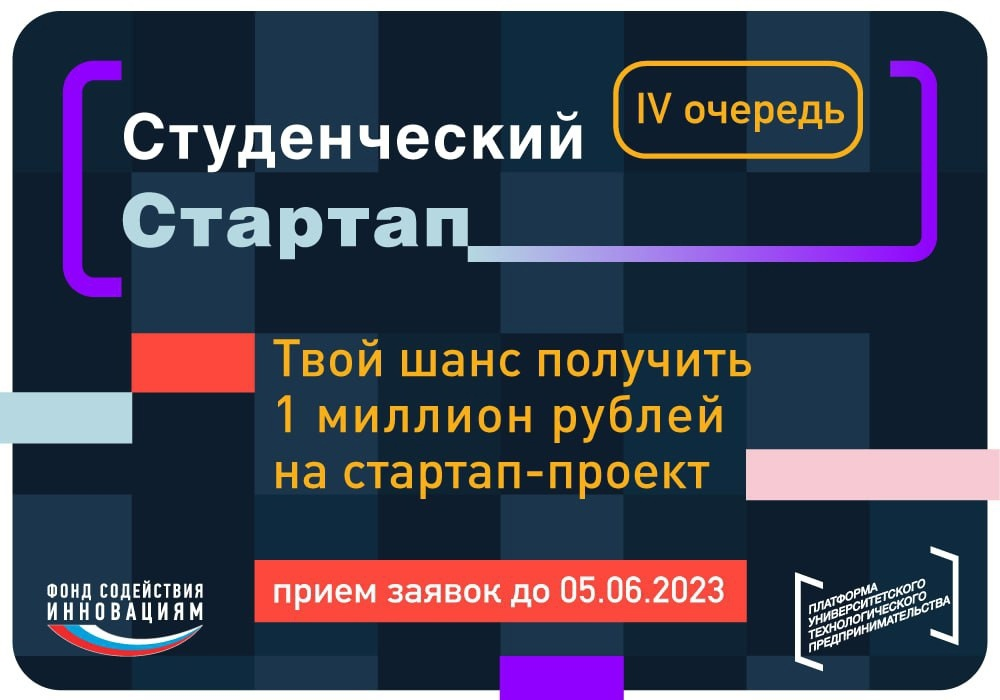 Студенческий
IV очередь
Стартап
Твой шанс получить
1 миллион рублей
на стартап-проект
прием заявок до 05.06.2023
ФОНД СОДЕЙСТВИЯ
ИННОВАЦИЯМ
ПЛАТФОРМА
УНИВЕРСИТЕТСКОГО
ТЕХНОЛОГИЧЕСКОГО
ПРЕДПРИНИМАТЕЛЬСТВА